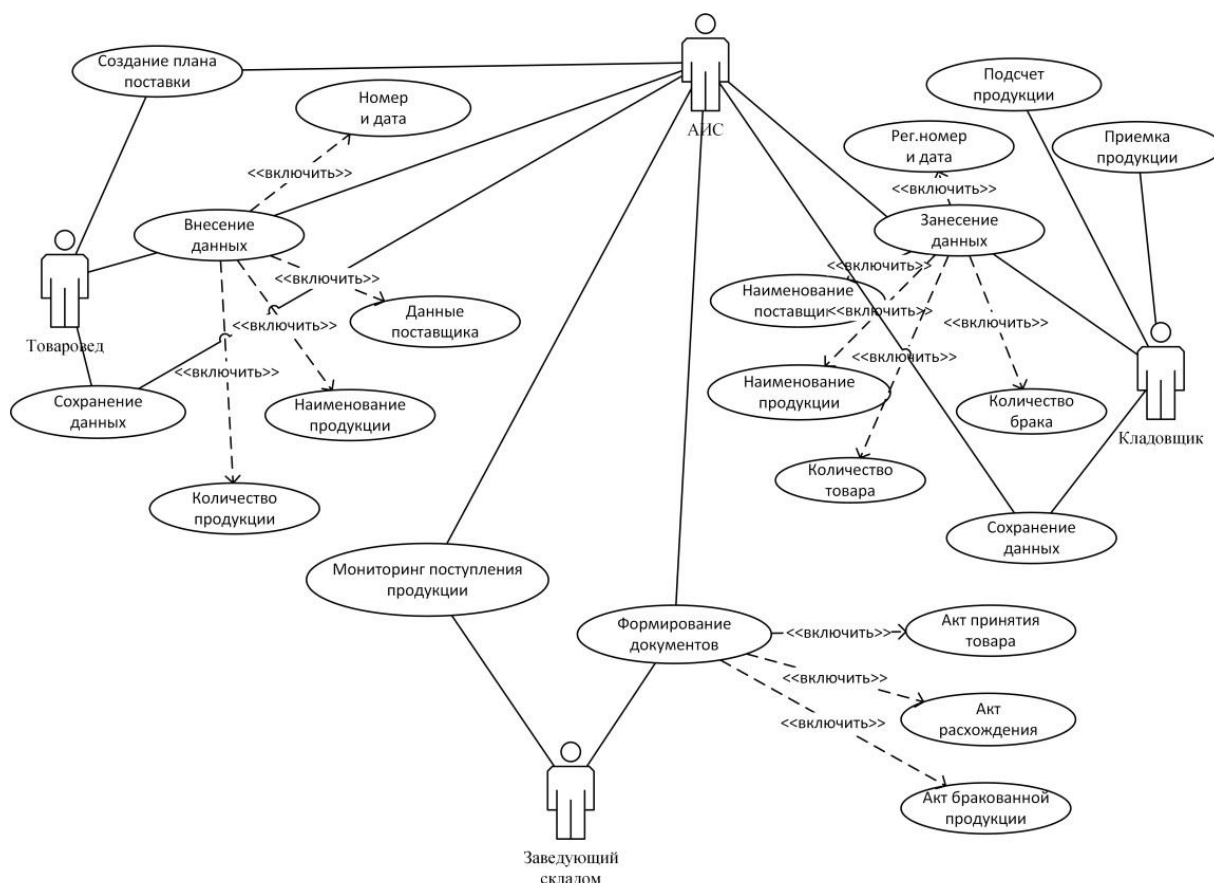 Создание плана
поставки
Номер
и дата
АИС
Подсчет
продукции
Рег.номер
и дата
Приемка
продукции
<<включить>>
<<включить>>
Внесение
данных
Занесение
данных
<<включить>>
<<включить>>
Товаровед
Данные
поставщика
<<включить>>
Наименование
поставщика
<<включить>>
<<включить>>
<<включить>>
<<включить>>
Сохранение
данных
Наименование
продукции
Наименование
продукции
Количество
брака
Кладовщик
Количество
продукции
Количество
товара
Сохранение
данных
Мониторинг поступления
продукции
Формирование
документов
<<включить>>
Акт принятия
товара
<<включить>>
Акт
расхождения
<<включить>>
Акт бракованной
продукции
Заведующий
складом